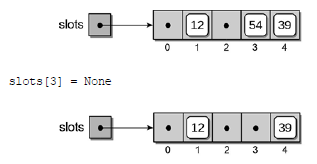 slots 12 54 39
0 1 2 3 4
slots[3] = None
slots 12 39
0 1 2 3 4